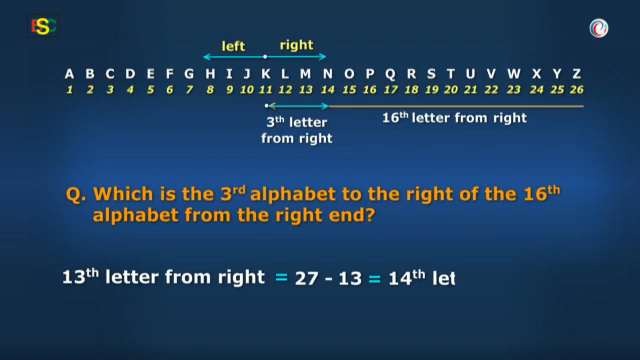 ESC
left right
A B C D E F G H I J K L M N O P Q R S T U V W X Y Z
1 2 3 4 5 6 7 8 9 10 11 12 13 14 15 16 17 18 19 20 21 22 23 24 25 26
3th letter
from right
16th letter from right
Q. Which is the 3rd alphabet to the right of the 16th
alphabet from the right end?
13th letter from right = 27 - 13 = 14th let